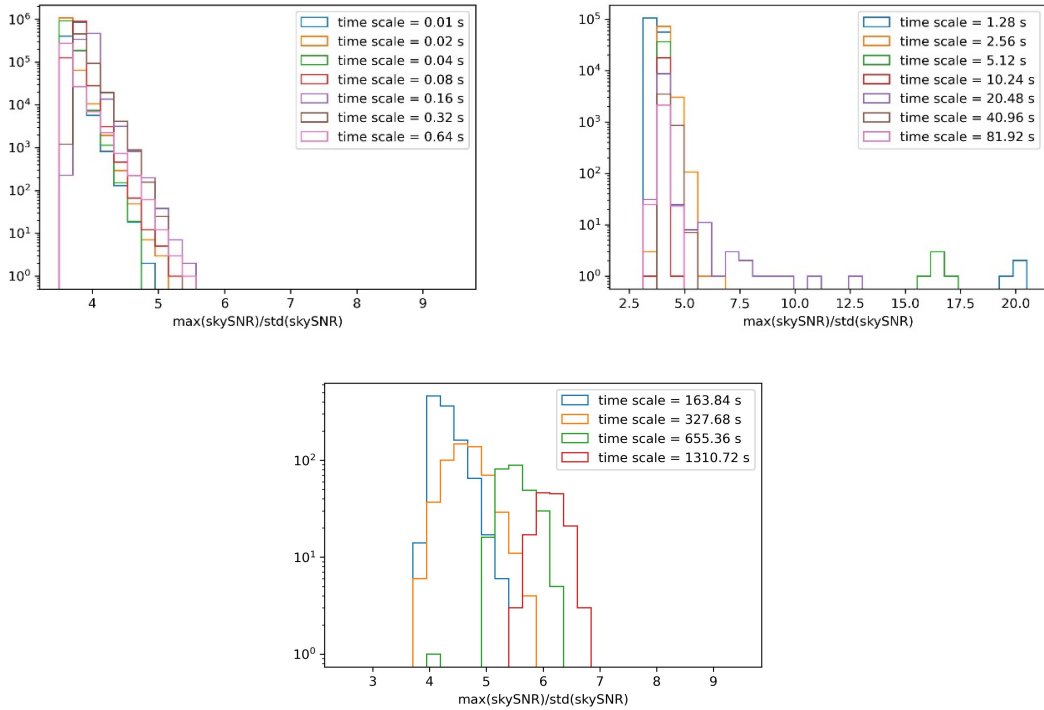 10⁶
10⁵
10⁴
10³
10²
10¹
10⁰
4 5 6 7 8 9
max(skySNR)/std(skySNR)
time scale = 0.01 s
time scale = 0.02 s
time scale = 0.04 s
time scale = 0.08 s
time scale = 0.16 s
time scale = 0.32 s
time scale = 0.64 s
10⁵
10⁴
10³
10²
10¹
10⁰
2.5 5.0 7.5 10.0 12.5 15.0 17.5 20.0
max(skySNR)/std(skySNR)
time scale = 1.28 s
time scale = 2.56 s
time scale = 5.12 s
time scale = 10.24 s
time scale = 20.48 s
time scale = 40.96 s
time scale = 81.92 s
10²
10¹
10⁰
3 4 5 6 7 8 9
max(skySNR)/std(skySNR)
time scale = 163.84 s
time scale = 327.68 s
time scale = 655.36 s
time scale = 1310.72 s